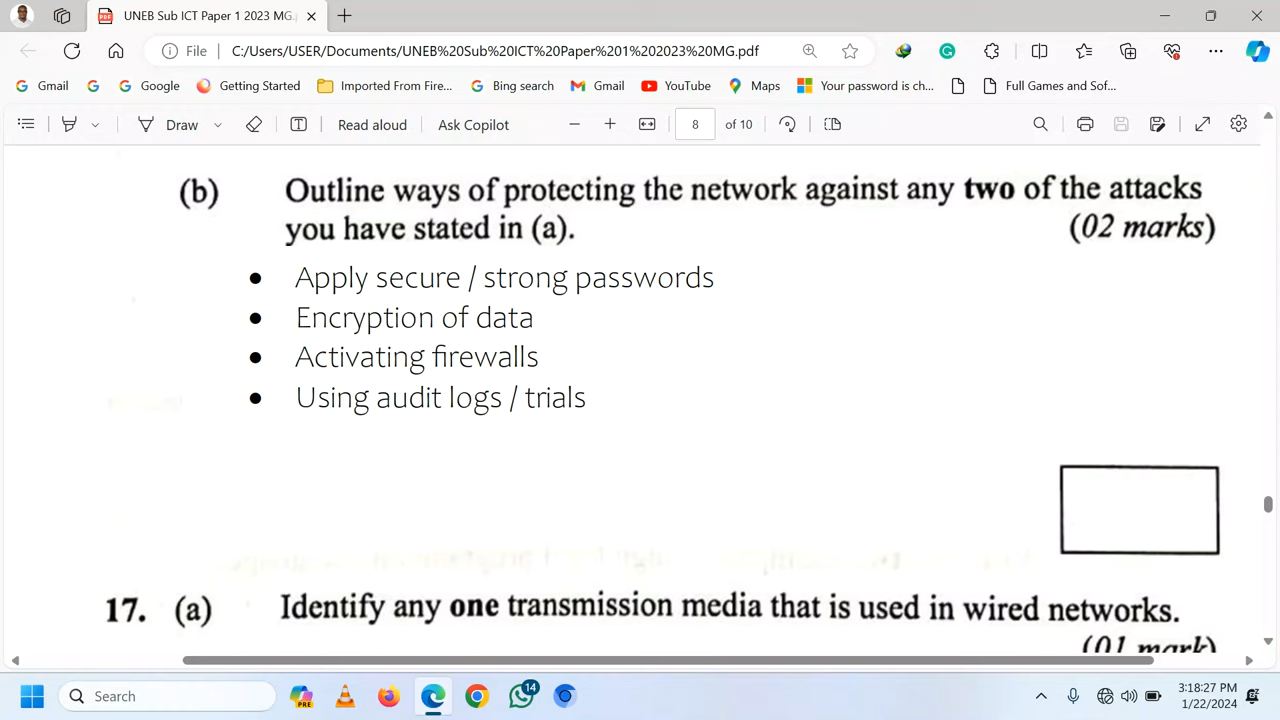 UNEB Sub ICT Paper 1 2023 MG.
File
C:/Users/USER/Documents/UNEB%20Sub%20ICT%20Paper%201%202023%20MG.pdf
Gmail
Google
Getting Started
Imported From Fire...
Bing search
Gmail
YouTube
Maps
Your password is ch...
Full Games and Sof...
Draw
Read aloud
Ask Copilot
8
of 10
(b) Outline ways of protecting the network against any two of the attacks
you have stated in (a). (02 marks)
• Apply secure / strong passwords
• Encryption of data
• Activating firewalls
• Using audit logs / trials
17. (a) Identify any one transmission media that is used in wired networks.
(01 mark)
Search
PRE
14
3:18:27 PM
1/22/2024